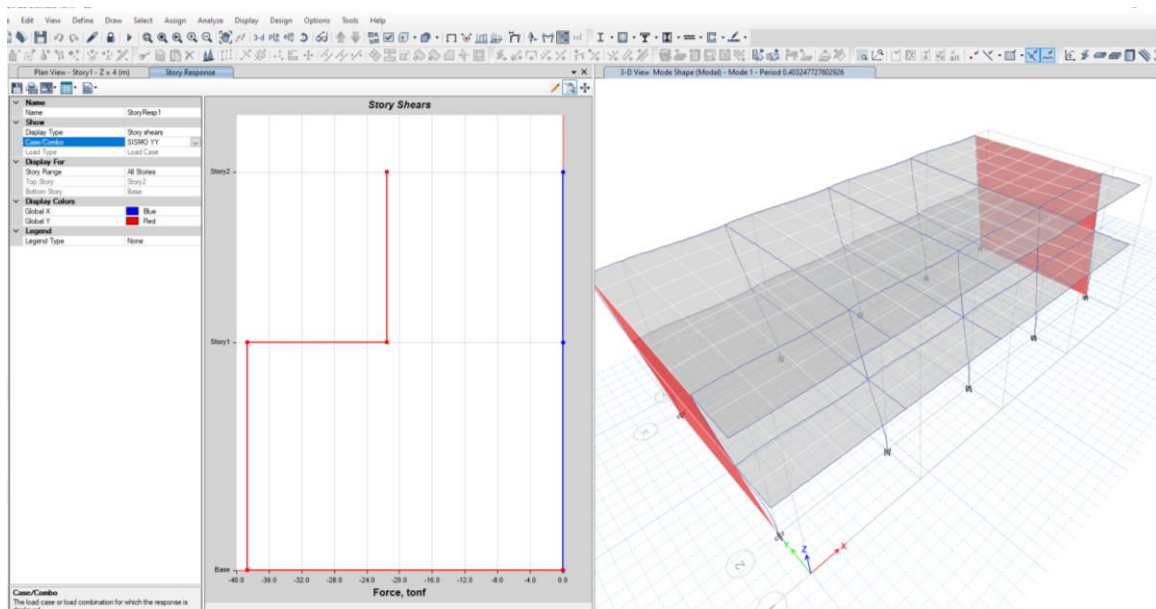 Edit View Define Draw Select Assign Analyze Display Design Options Tools Help
3-d
Plan View - Story1 - Z = 4 (m)
Story Response
3-D View Mode Shape (Modal) - Mode 1 - Period 0.403247727602926
Name
Name StoryResp1
Show
Display Type Story shears
Case/Combo SISMO YY
Load Type Load Case
Display For
Story Range All Stories
Top Story Story2
Bottom Story Base
Display Colors
Global X Blue
Global Y Red
Legend
Legend Type None
Case/Combo
The load case or load combination for which the response is
Story Shears
Story2
Story1
Base
-40.0 -36.0 -32.0 -28.0 -24.0 -20.0 -16.0 -12.0 -8.0 -4.0 0.0
Force, tonf
Y Z X
2